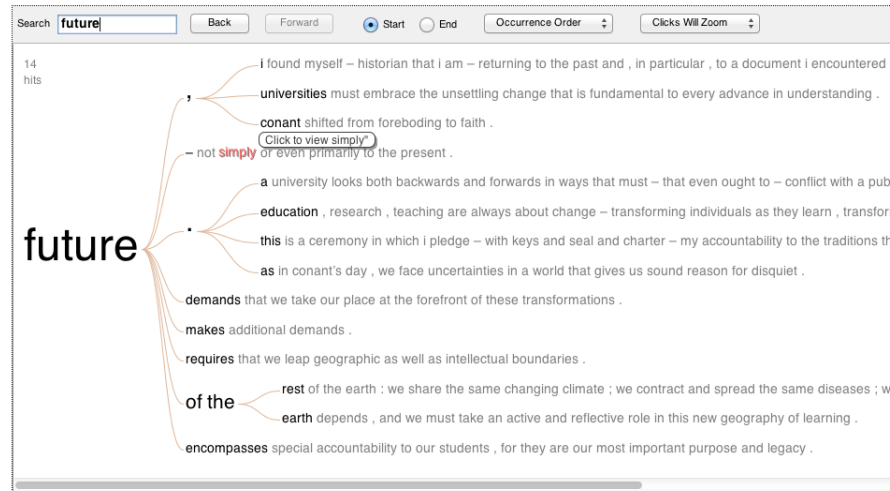 Search future Back Forward Start End Occurrence Order Clicks Will Zoom
14
hits
i found myself – historian that i am – returning to the past and , in particular , to a document i encountered
,
universities must embrace the unsettling change that is fundamental to every advance in understanding .
conant shifted from foreboding to faith .
Click to view simply"
– not simply or even primarily to the present .
a university looks both backwards and forwards in ways that must – that even ought to – conflict with a pub
education , research , teaching are always about change – transforming individuals as they learn , transfor
.
future
this is a ceremony in which i pledge – with keys and seal and charter – my accountability to the traditions th
as in conant's day , we face uncertainties in a world that gives us sound reason for disquiet .
demands that we take our place at the forefront of these transformations .
makes additional demands .
requires that we leap geographic as well as intellectual boundaries .
of the
rest of the earth : we share the same changing climate ; we contract and spread the same diseases ; w
earth depends , and we must take an active and reflective role in this new geography of learning .
encompasses special accountability to our students , for they are our most important purpose and legacy .